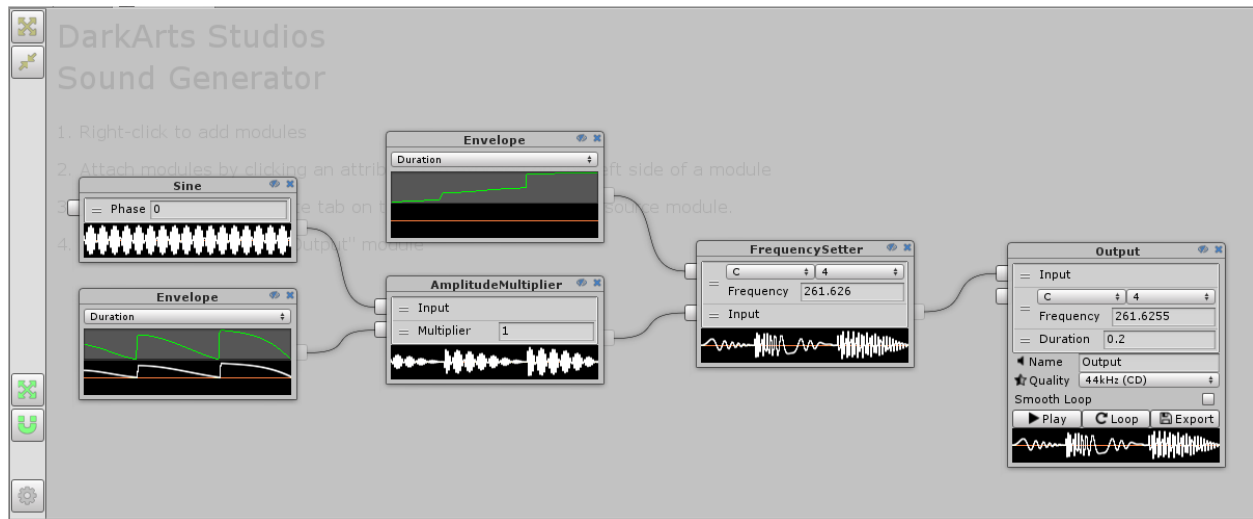 DarkArts Studios
Sound Generator
1. Right-click to add modules
2. Attach modules by clicking an attrib
eft side of a module
3
e tab on t
source module.
4.
Output" module
Sine
Phase 0
Envelope
Duration
Envelope
Duration
AmplitudeMultiplier
Input
Multiplier 1
FrequencySetter
C 4
Frequency 261.626
Input
Output
Input
C 4
Frequency 261.6255
Duration 0.2
Name Output
Quality 44kHz (CD)
Smooth Loop
Play Loop Export